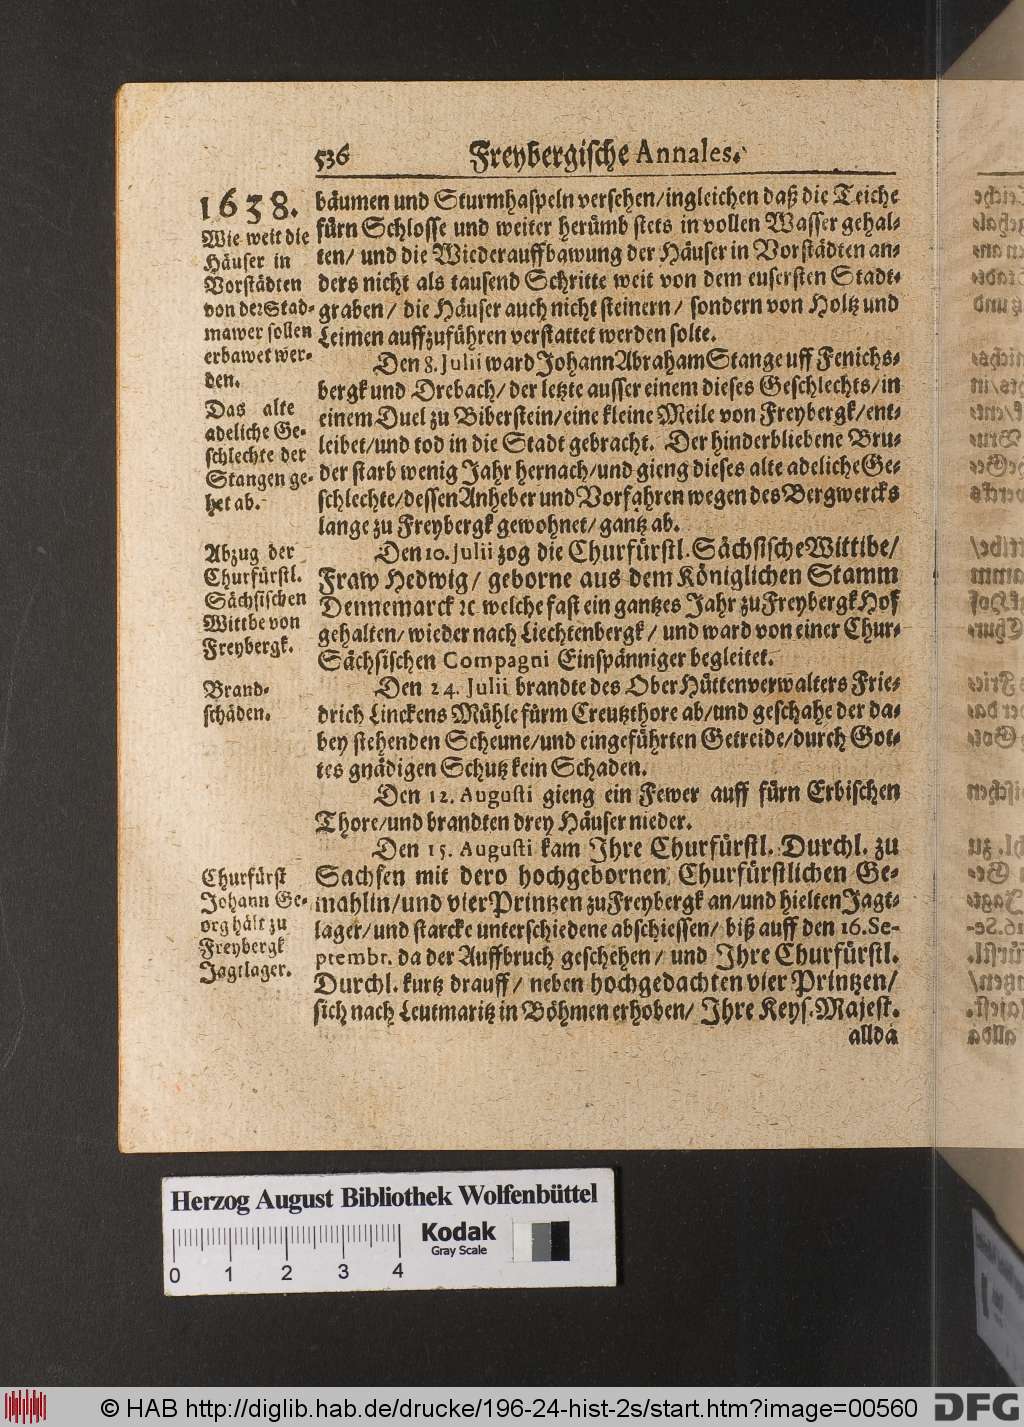 536 Freybergische Annales.
1638.
Wie weit die
Häuser in
Vorstädten
von der Stad-
mawer sollen
erbawet wer-
den.
bäumen und Sturmhaspeln versehen/ingleichen daß die Teiche
fürn Schlosse und weiter herümb stets in vollen Wasser gehal-
ten/ und die Wiederauffbawung der Häuser in Vorstädten an-
ders nicht als tausend Schritte weit von dem eusersten Stadt-
graben/ die Häuser auch nicht steinern/ sondern von Holtz und
Leimen auffzuführen verstattet werden solte.
Das alte
adeliche Ge-
schlechte der
Stangen ge-
het ab.
Den 8. Julii ward Johann Abraham Stange uff Fenichs-
bergk und Orebach/ der letzte ausser einem dieses Geschlechts/in
einem Duel zu Biberstein/eine kleine Meile von Freybergk/ent-
leibet/und tod in die Stadt gebracht. Der hinderbliebene Bru-
der starb wenig Jahr hernach/und gieng dieses alte adeliche Ge-
schlechte/dessen Anheber und Vorfahren wegen des Bergwercks
lange zu Freybergk gewohnet/ gantz ab.
Abzug der
Churfürstl.
Sächsischen
Wittbe von
Freybergk.
Den 10. Julii zog die Churfürstl. Sächsische Wittibe/
Fraw Hedwig/ geborne aus dem Königlichen Stamm
Dennemarck ꝛc welche fast ein gantzes Jahr zu Freybergk Hof
gehalten/ wieder nach Liechtenbergk/ und ward von einer Chur-
Sächsischen Compagni Einspänniger begleitet.
Brand-
schäden.
Den 24. Julii brandte des Ober Hüttenverwalters Frie-
drich Linckens Mühle fürm Creutzthore ab/und geschahe der da-
bey stehenden Scheune/und eingeführten Getreide/durch Got-
tes gnädigen Schutz kein Schaden.
Den 12. Augusti gieng ein Fewer auff fürn Erbischen
Thore/und brandten drey Häuser nieder.
Churfürst
Johann Ge-
org hält zu
Freybergk
Jagtlager.
Den 15. Augusti kam Ihre Churfürstl. Durchl. zu
Sachsen mit dero hochgebornen Churfürstlichen Ge-
mahlin/und vier Printzen zu Freybergk an/und hielten Jagt-
lager/und starcke unterschiedene abschiessen/ biß auff den 16. Se-
ptembr. da der Auffbruch geschehen/ und Ihre Churfürstl.
Durchl. kurtz drauff/ neben hochgedachten vier Printzen/
sich nach Leutmaritz in Böhmen erhoben/ Ihre Keys. Majest.
allda
Herzog August Bibliothek Wolfenbüttel
Kodak
Gray Scale
0 1 2 3 4
© HAB http://diglib.hab.de/drucke/196-24-hist-2s/start.htm?image=00560
DFG